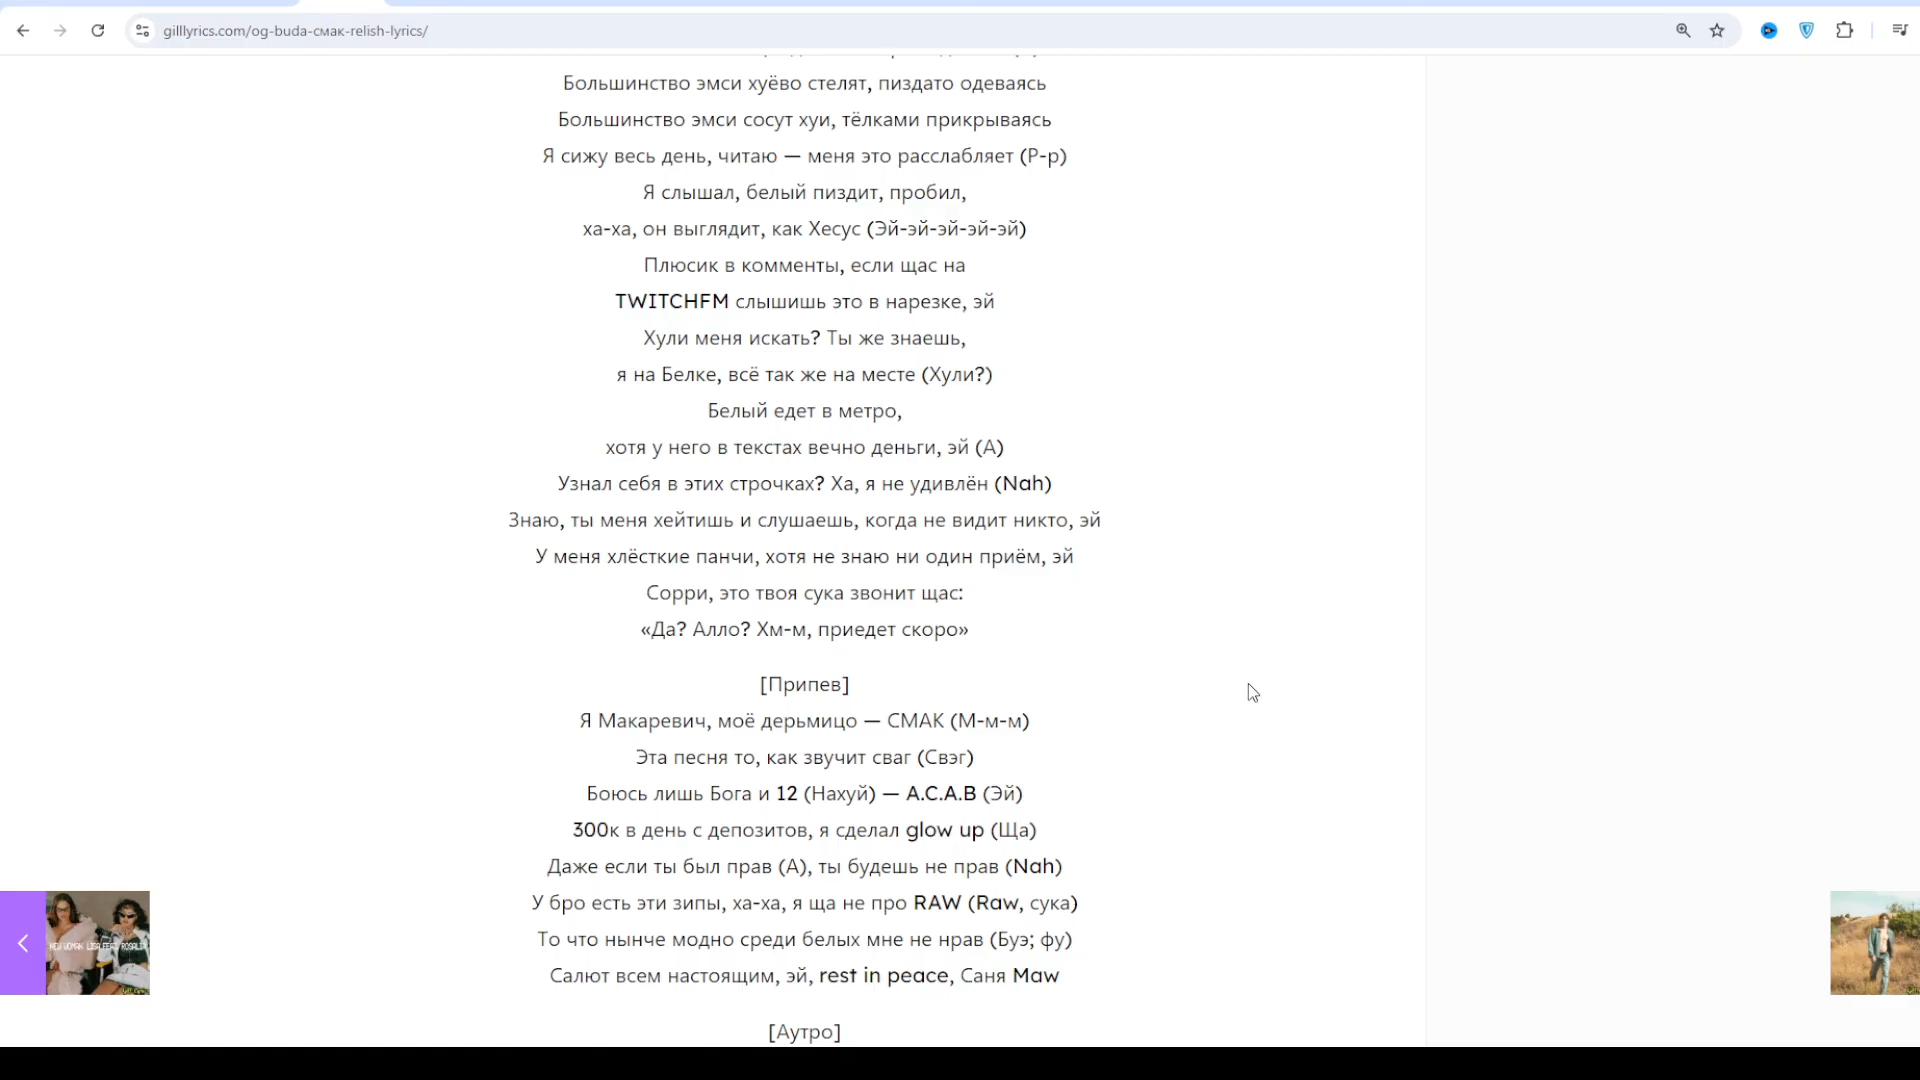 gilllyrics.com/og-buda-смак-relish-lyrics/
Большинство эмси хуёво стелят, пиздато одеваясь
Большинство эмси сосут хуи, тёлками прикрываясь
Я сижу весь день, читаю — меня это расслабляет (Р-р)
Я слышал, белый пиздит, пробил,
ха-ха, он выглядит, как Хесус (Эй-эй-эй-эй-эй)
Плюсик в комменты, если щас на
TWITCHFM слышишь это в нарезке, эй
Хули меня искать? Ты же знаешь,
я на Белке, всё так же на месте (Хули?)
Белый едет в метро,
хотя у него в текстах вечно деньги, эй (А)
Узнал себя в этих строчках? Ха, я не удивлён (Nah)
Знаю, ты меня хейтишь и слушаешь, когда не видит никто, эй
У меня хлёсткие панчи, хотя не знаю ни один приём, эй
Сорри, это твоя сука звонит щас:
«Да? Алло? Хм-м, приедет скоро»
[Припев]
Я Макаревич, моё дерьмицо — СМАК (М-м-м)
Эта песня то, как звучит сваг (Свэг)
Боюсь лишь Бога и 12 (Нахуй) — A.C.A.B (Эй)
300к в день с депозитов, я сделал glow up (Ща)
Даже если ты был прав (А), ты будешь не прав (Nah)
У бро есть эти зипы, ха-ха, я ща не про RAW (Raw, сука)
То что нынче модно среди белых мне не нрав (Буэ; фу)
Салют всем настоящим, эй, rest in peace, Саня Maw
[Аутро]
NEW WOMAN LISA FEAT. ROSALÍA